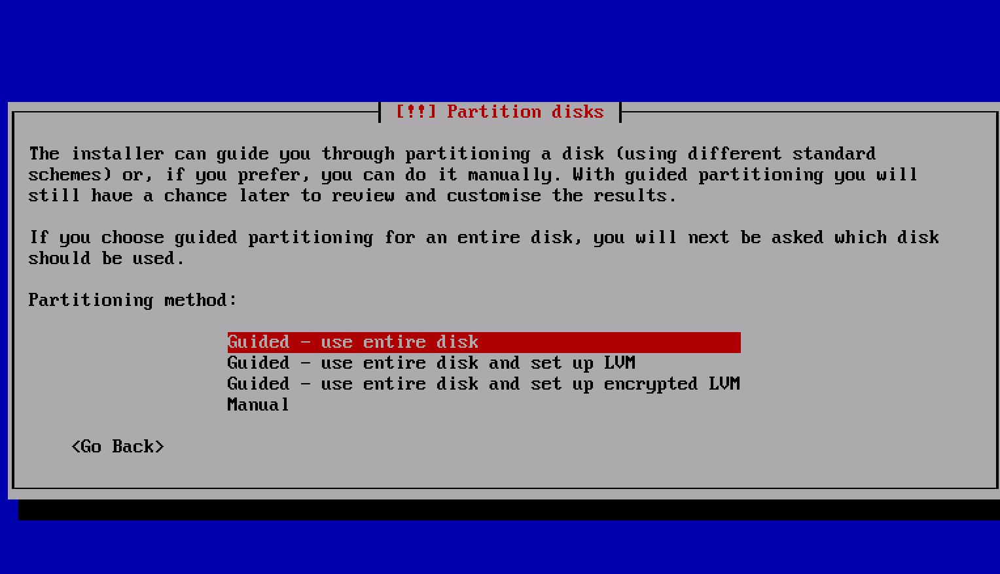 [!!] Partition disks
The installer can guide you through partitioning a disk (using different standard
schemes) or, if you prefer, you can do it manually. With guided partitioning you will
still have a chance later to review and customise the results.
If you choose guided partitioning for an entire disk, you will next be asked which disk
should be used.
Partitioning method:
Guided - use entire disk
Guided - use entire disk and set up LVM
Guided - use entire disk and set up encrypted LVM
Manual
<Go Back>